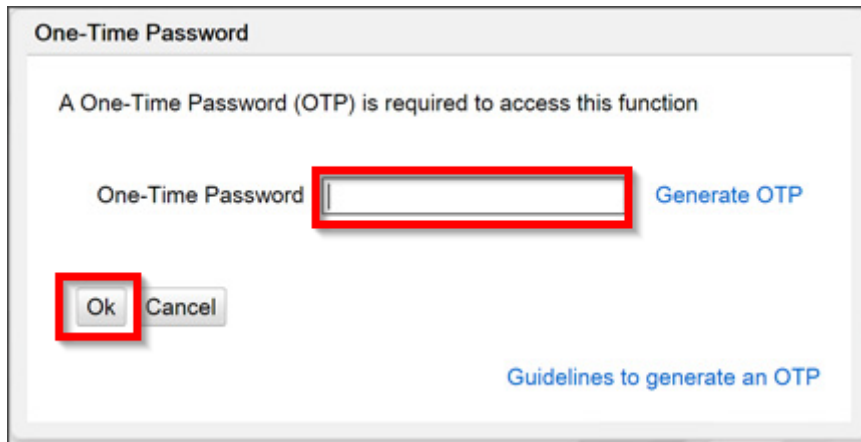 One-Time Password
A One-Time Password (OTP) is required to access this function
One-Time Password Generate OTP
Ok Cancel
Guidelines to generate an OTP